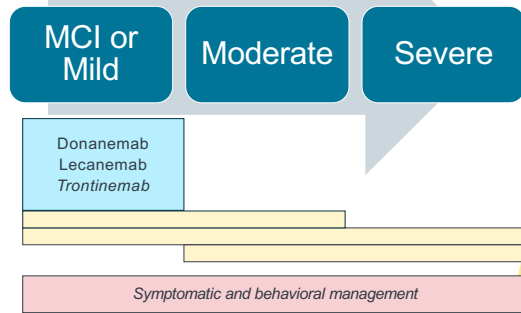 MCI or
Mild
Moderate
Severe
Donanemab
Lecanemab
Trontinemab
Symptomatic and behavioral management